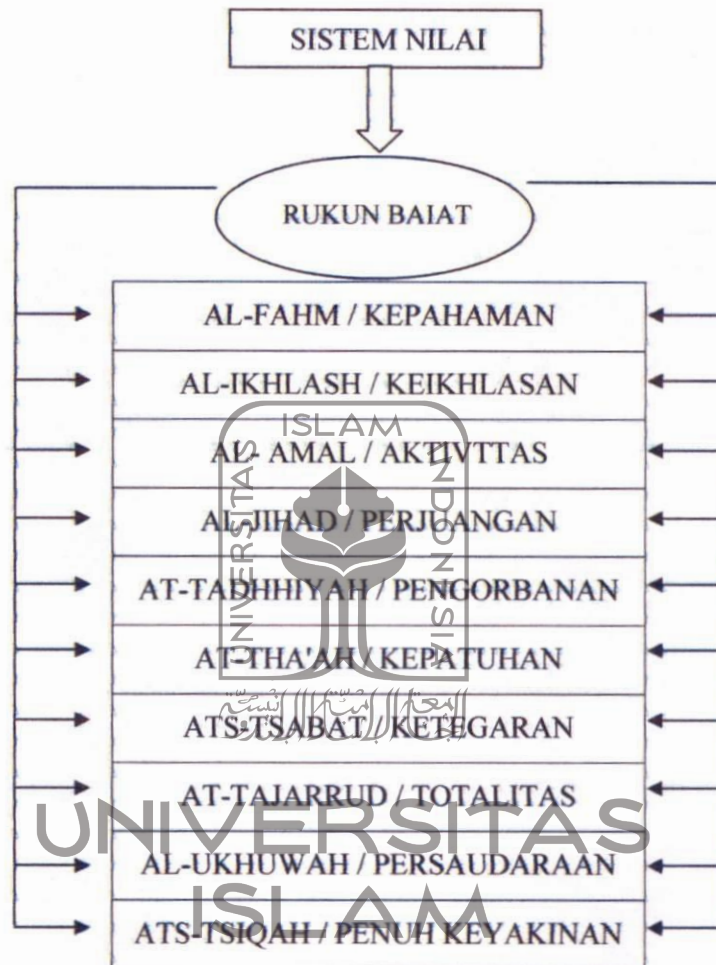 SISTEM NILAI
RUKUN BAIAT
AL-FAHM / KEPAHAMAN
AL-IKHLASH / KEIKHLASAN
ISLAM
AL- AMAL / AKTIVTTAS
UNIVERSITAS
INDONESIA
AL-JIHAD / PERJUANGAN
AT-TADHHIYAH / PENGORBANAN
AT-THA'AH / KEPATUHAN
ATS-TSABAT / KETEGARAN
AT-TAJARRUD / TOTALITAS
UNIVERSITAS
AL-UKHUWAH / PERSAUDARAAN
ISLAM
ATS-TSIQAH / PENUH KEYAKINAN